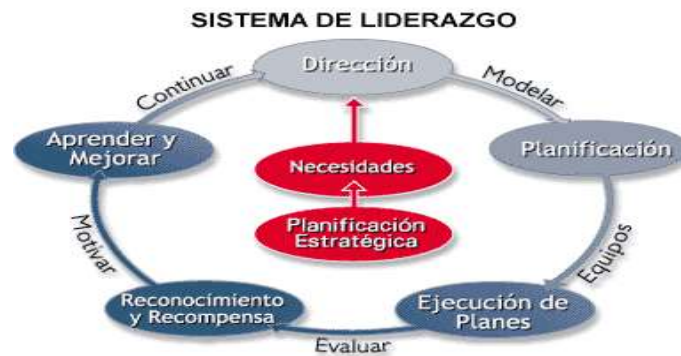 SISTEMA DE LIDERAZGO
Dirección
Continuar
Modelar
Aprender y
Mejorar
Necesidades
Planificación
Planificación
Estratégica
Motivar
Equipos
Reconocimiento
y Recompensa
Ejecución de
Planes
Evaluar